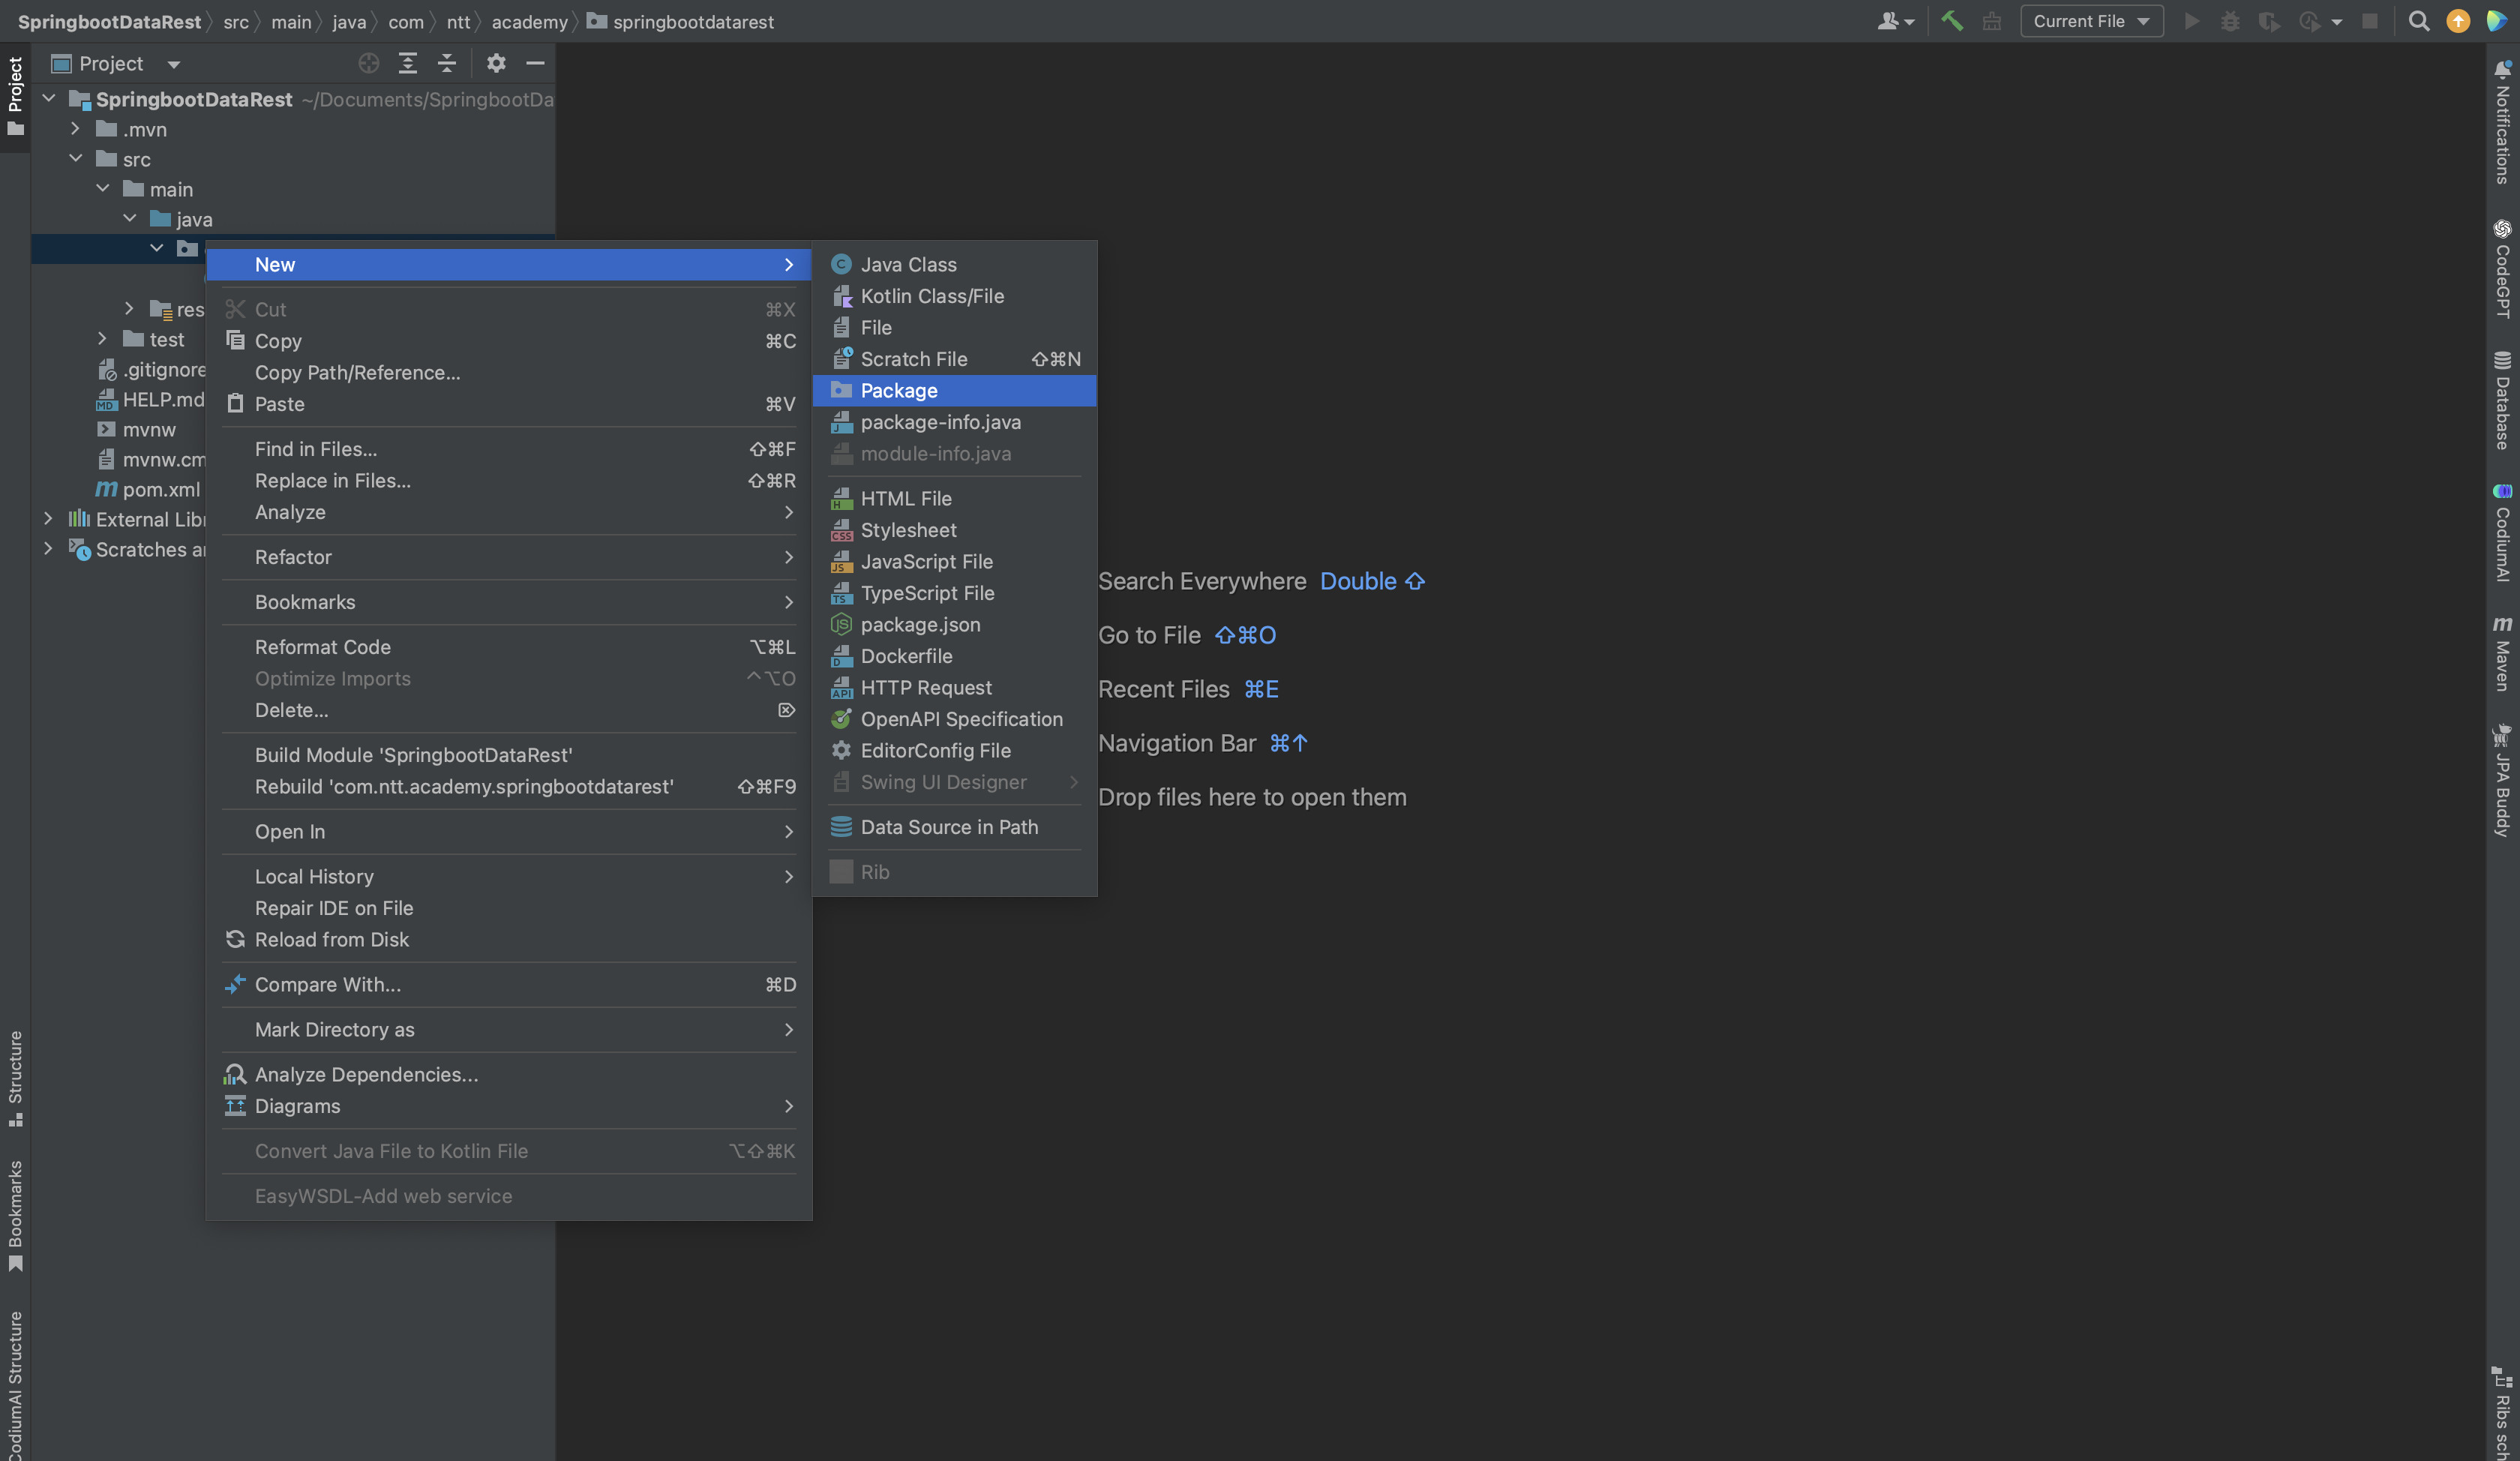 SpringbootDataRest src main java com ntt academy springbootdatarest
Current File
Project
Project
SpringbootDataRest ~/Documents/SpringbootDa
.mvn
src
main
java
res
test
.gitignore
HELP.md
mvnw
mvnw.cm
pom.xml
External Libr
Scratches a
New
Cut ⌘X
Copy ⌘C
Copy Path/Reference...
Paste ⌘V
Find in Files... ⇧⌘F
Replace in Files... ⇧⌘R
Analyze
Refactor
Bookmarks
Reformat Code ⌥⌘L
Optimize Imports ^⌥O
Delete... ⌦
Build Module 'SpringbootDataRest'
Rebuild 'com.ntt.academy.springbootdatarest' ⇧⌘F9
Open In
Local History
Repair IDE on File
Reload from Disk
Compare With... ⌘D
Mark Directory as
Analyze Dependencies...
Diagrams
Convert Java File to Kotlin File ⌥⇧⌘K
EasyWSDL-Add web service
Java Class
Kotlin Class/File
File
Scratch File ⇧⌘N
Package
package-info.java
module-info.java
HTML File
Stylesheet
JavaScript File
TypeScript File
package.json
Dockerfile
HTTP Request
OpenAPI Specification
EditorConfig File
Swing UI Designer
Data Source in Path
Rib
Search Everywhere Double ⇧
Go to File ⇧⌘O
Recent Files ⌘E
Navigation Bar ⌘↑
Drop files here to open them
Structure
Bookmarks
CodiumAI Structure
Notifications
CodeGPT
Database
CodiumAI
Maven
JPA Buddy
Ribs sch